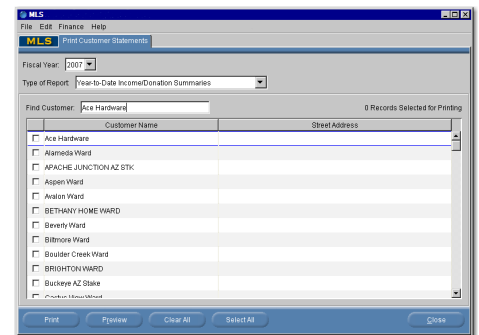 MLS
File Edit Finance Help
MLS Print Customer Statements
Fiscal Year: 2007
Type of Report: Year-to-Date Income/Donation Summaries
Find Customer: Ace Hardware 0 Records Selected for Printing
Customer Name Street Address
Ace Hardware
Alameda Ward
APACHE JUNCTION AZ STK
Aspen Ward
Avalon Ward
BETHANY HOME WARD
Beverly Ward
Biltmore Ward
Boulder Creek Ward
BRIGHTON WARD
Buckeye AZ Stake
Cactus View Ward
Print Preview Clear All Select All Close